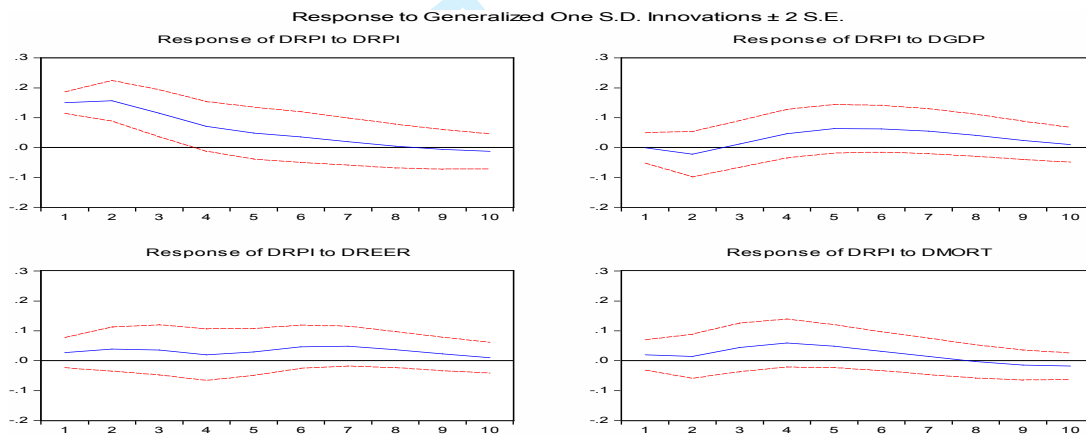 Response to Generalized One S.D. Innovations ± 2 S.E.
Response of DRPI to DRPI
.3
.2
.1
.0
-.1
-.2
1 2 3 4 5 6 7 8 9 10
Response of DRPI to DGDP
.3
.2
.1
.0
-.1
-.2
1 2 3 4 5 6 7 8 9 10
Response of DRPI to DREER
.3
.2
.1
.0
-.1
-.2
1 2 3 4 5 6 7 8 9 10
Response of DRPI to DMORT
.3
.2
.1
.0
-.1
-.2
1 2 3 4 5 6 7 8 9 10